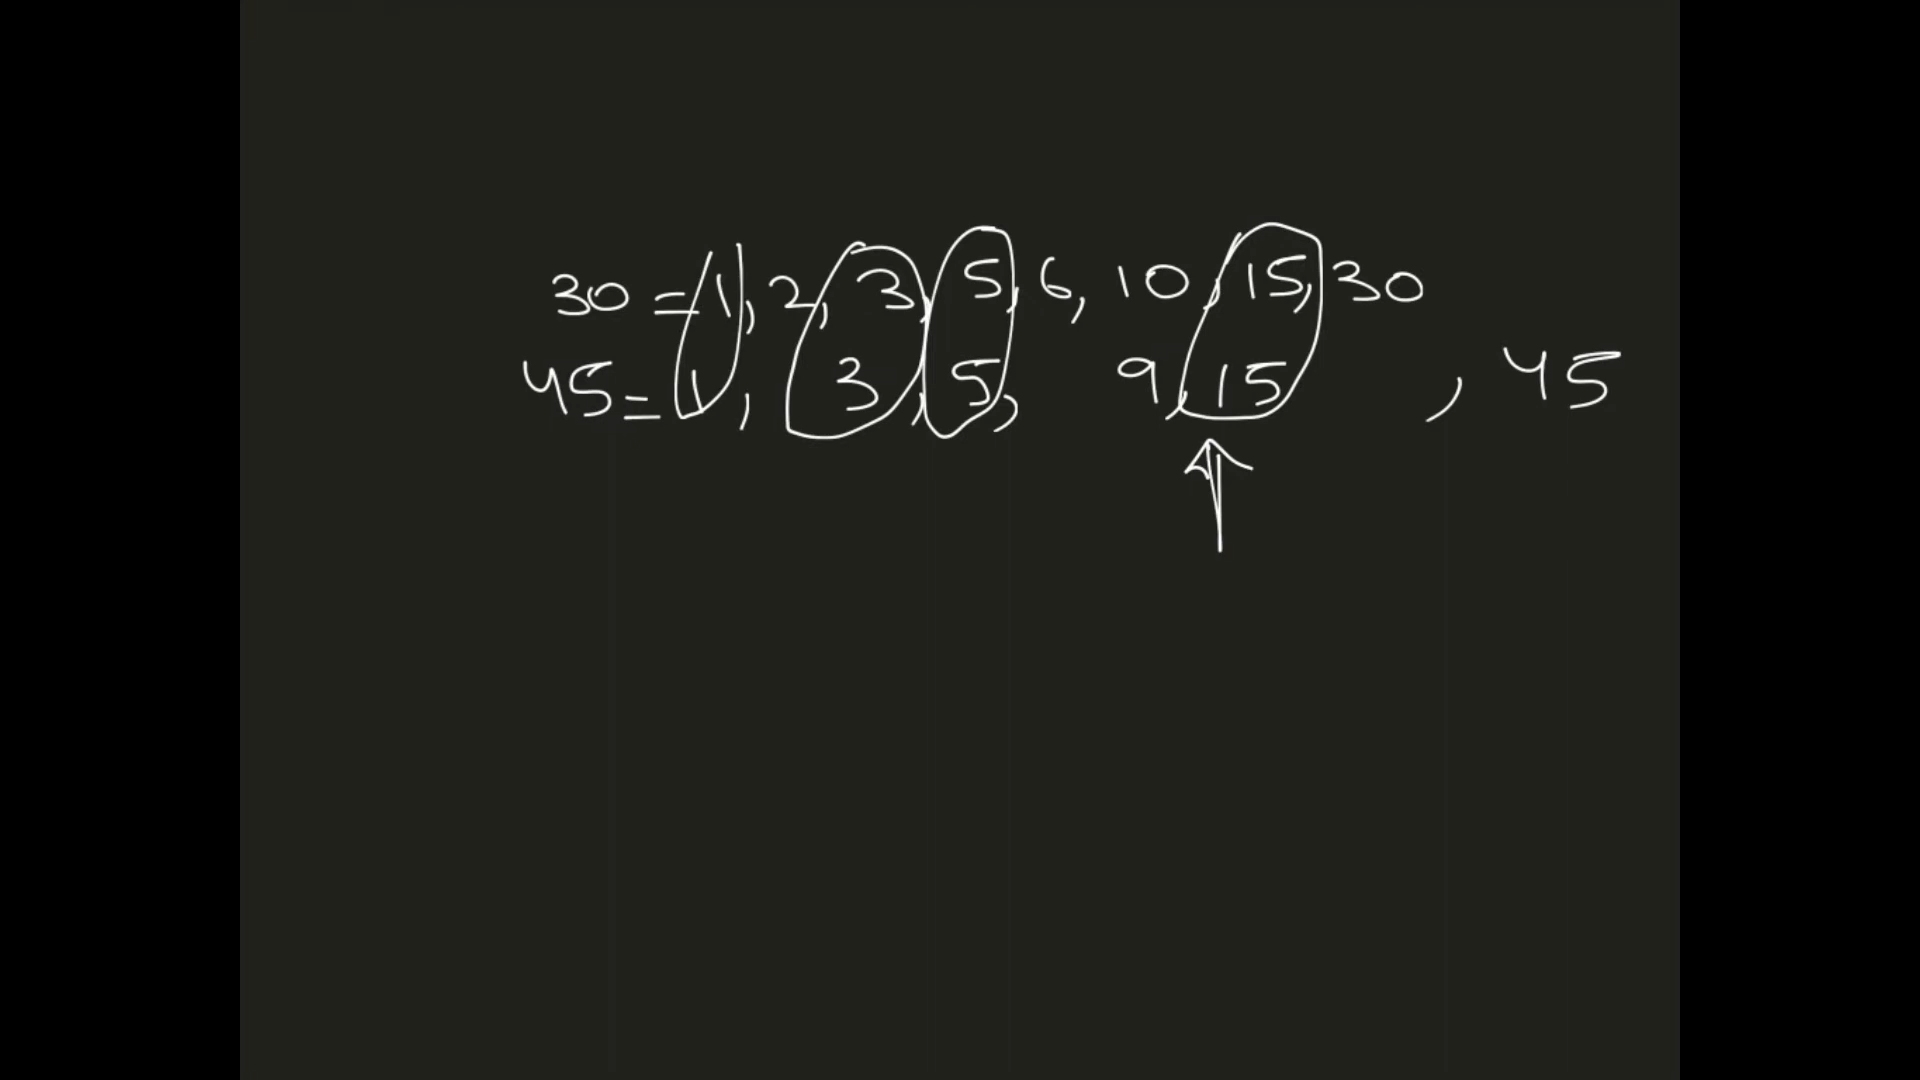 30 = 1, 2, 3, 5, 6, 10, 15, 30
45 = 1, 3, 5, 9, 15, 45